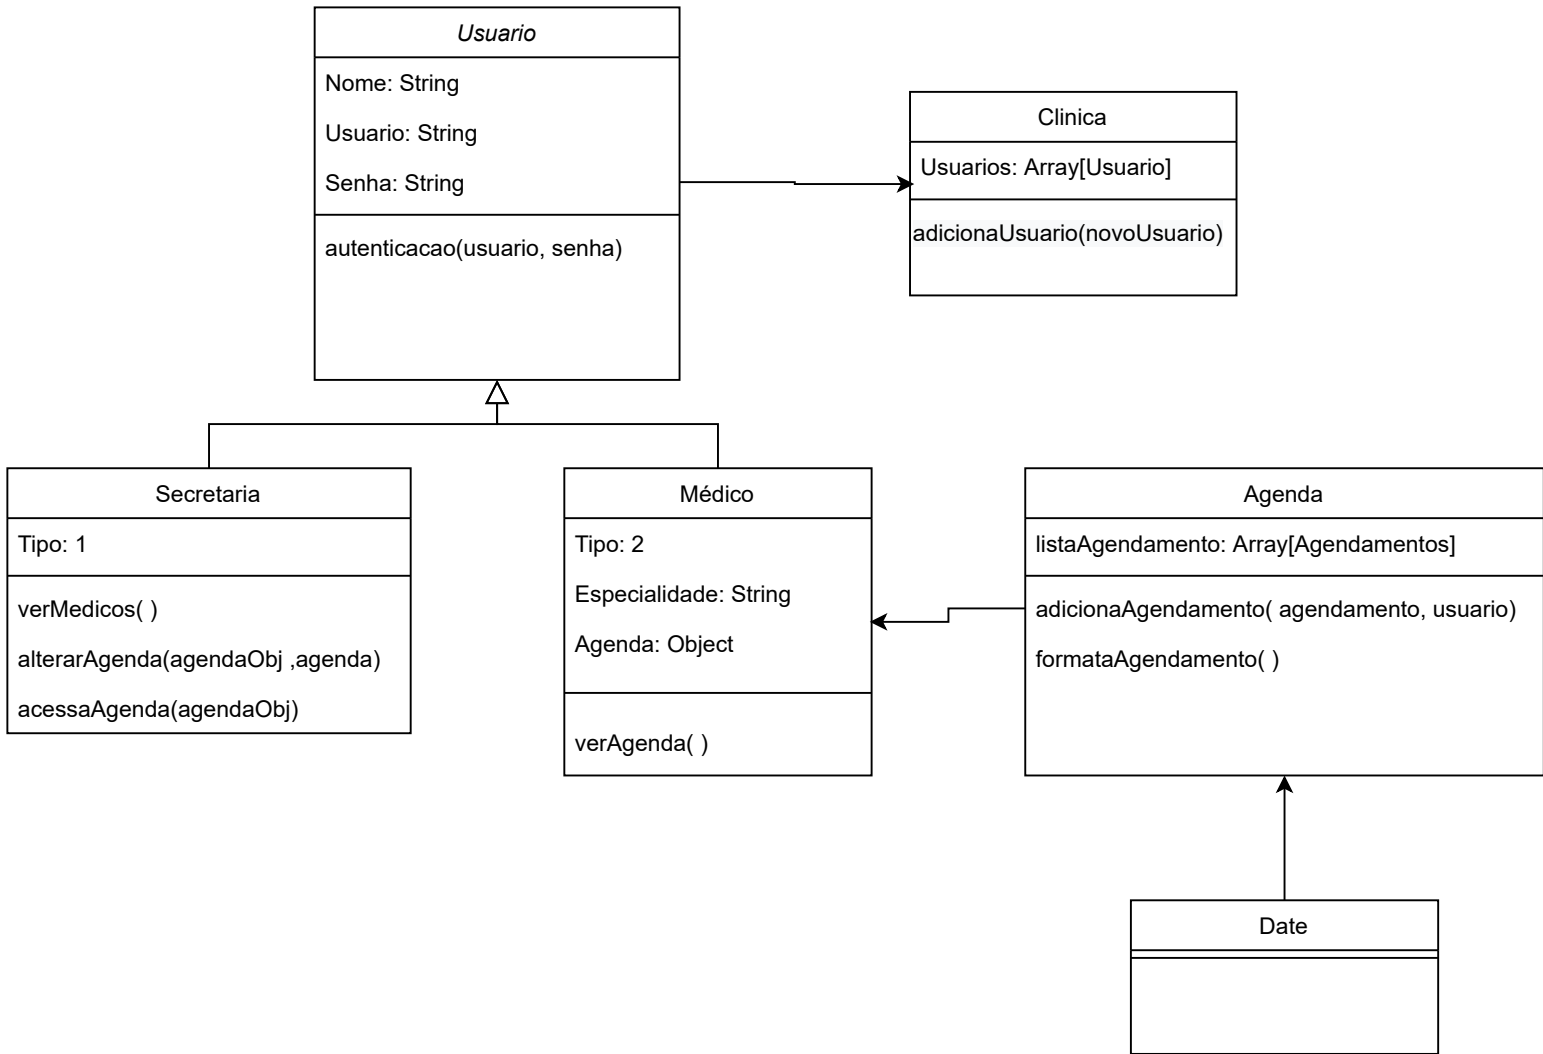 Usuario
Nome: String
Usuario: String
Senha: String
autenticacao(usuario, senha)
Clinica
Usuarios: Array[Usuario]
adicionaUsuario(novoUsuario)
Secretaria
Tipo: 1
verMedicos( )
alterarAgenda(agendaObj ,agenda)
acessaAgenda(agendaObj)
Médico
Tipo: 2
Especialidade: String
Agenda: Object
verAgenda( )
Agenda
listaAgendamento: Array[Agendamentos]
adicionaAgendamento( agendamento, usuario)
formataAgendamento( )
Date